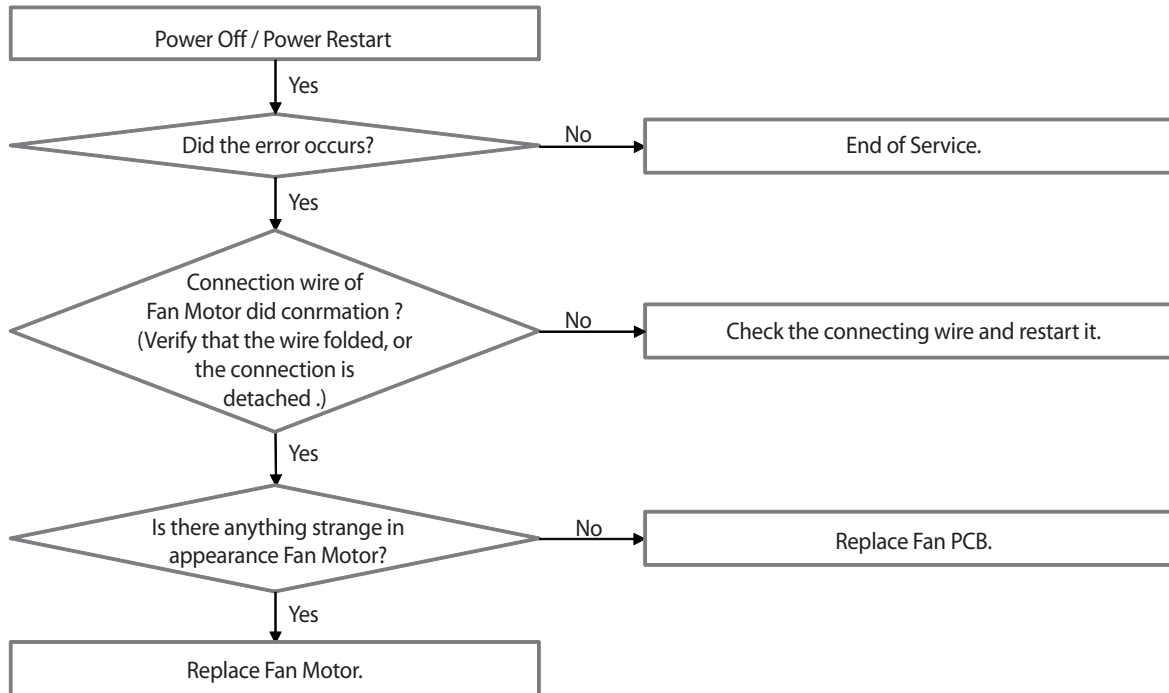 Power Off / Power Restart
Yes
Did the error occurs?
No
End of Service.
Yes
Connection wire of
Fan Motor did conrmation ?
(Verify that the wire folded, or
the connection is
detached .)
No
Check the connecting wire and restart it.
Yes
Is there anything strange in
appearance Fan Motor?
No
Replace Fan PCB.
Yes
Replace Fan Motor.